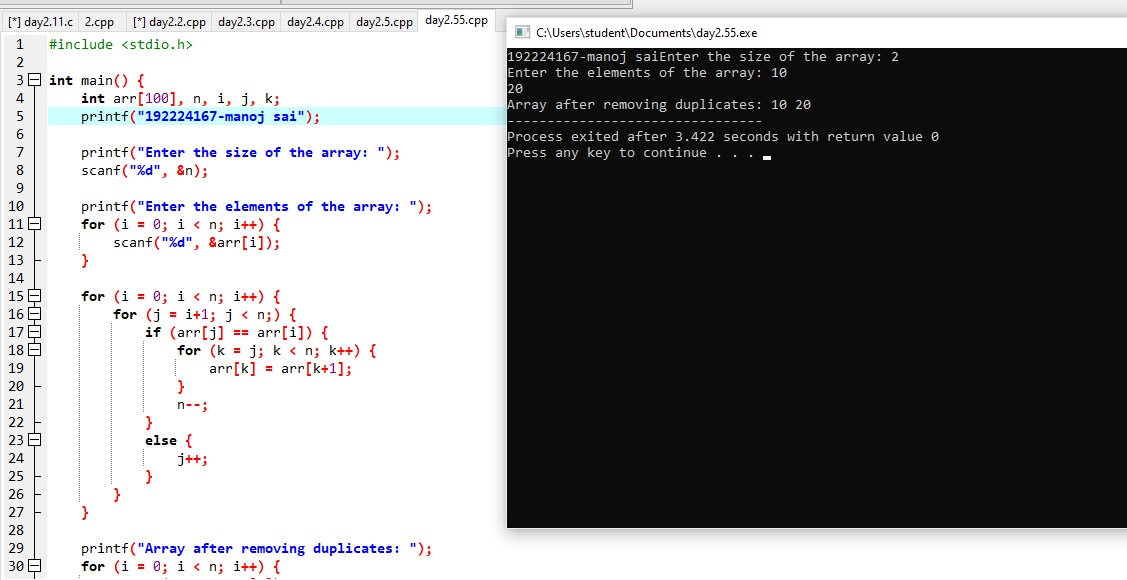 [*] day2.11.c 2.cpp [*] day2.2.cpp day2.3.cpp day2.4.cpp day2.5.cpp day2.55.cpp
1 #include <stdio.h>
2
3 int main() {
4 int arr[100], n, i, j, k;
5 printf("192224167-manoj sai");
6
7 printf("Enter the size of the array: ");
8 scanf("%d", &n);
9
10 printf("Enter the elements of the array: ");
11 for (i = 0; i < n; i++) {
12 scanf("%d", &arr[i]);
13 }
14
15 for (i = 0; i < n; i++) {
16 for (j = i+1; j < n;) {
17 if (arr[j] == arr[i]) {
18 for (k = j; k < n; k++) {
19 arr[k] = arr[k+1];
20 }
21 n--;
22 }
23 else {
24 j++;
25 }
26 }
27 }
28
29 printf("Array after removing duplicates: ");
30 for (i = 0; i < n; i++) {
C:\Users\student\Documents\day2.55.exe
192224167-manoj saiEnter the size of the array: 2
Enter the elements of the array: 10
20
Array after removing duplicates: 10 20
--------------------------------
Process exited after 3.422 seconds with return value 0
Press any key to continue . . .